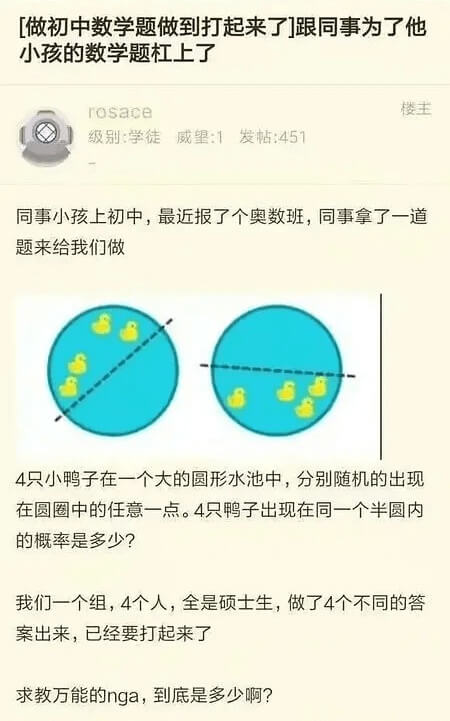 [做初中数学题做到打起来了]跟同事为了他
小孩的数学题杠上了
rosace
楼主
级别:学徒 威望:1 发帖:451
同事小孩上初中，最近报了个奥数班，同事拿了一道
题来给我们做
4只小鸭子在一个大的圆形水池中，分别随机的出现
在圆圈中的任意一点。4只鸭子出现在同一个半圆内
的概率是多少？
我们一个组，4个人，全是硕士生，做了4个不同的答
案出来，已经要打起来了
求教万能的nga，到底是多少啊？